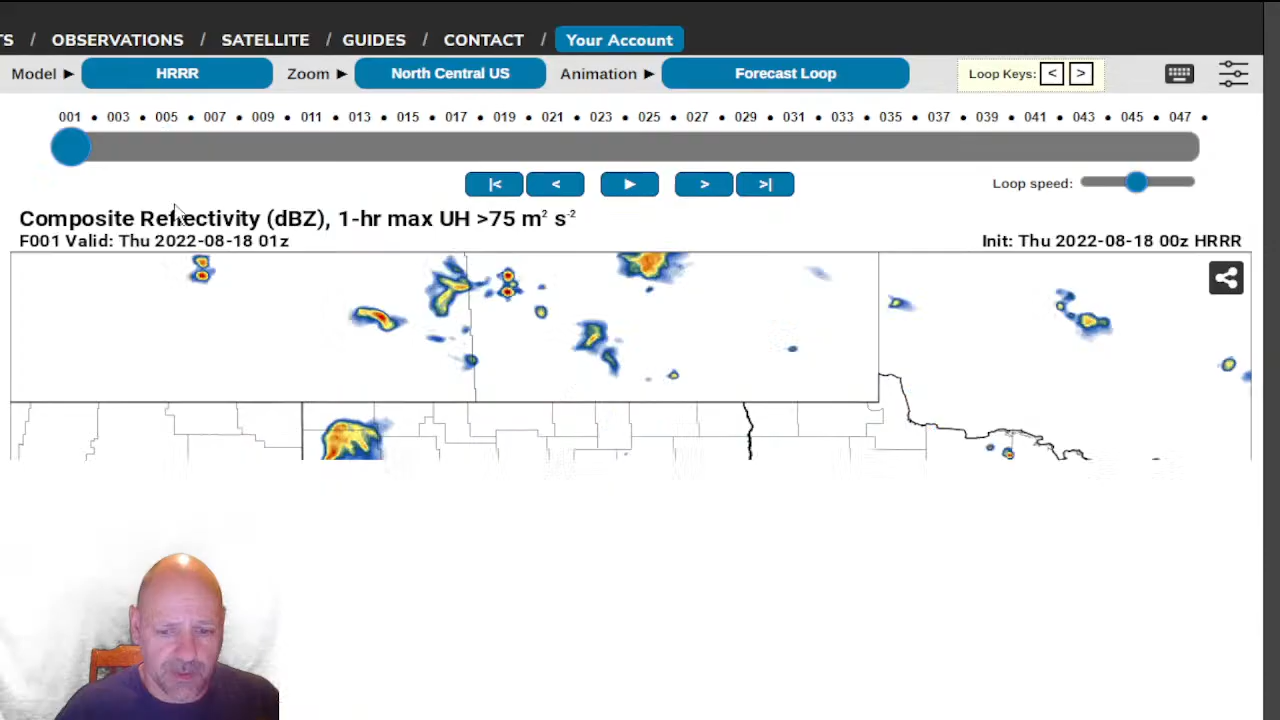 TS / OBSERVATIONS / SATELLITE / GUIDES / CONTACT / Your Account
Model ▶ HRRR Zoom ▶ North Central US Animation ▶ Forecast Loop Loop Keys: < >
001 • 003 • 005 • 007 • 009 • 011 • 013 • 015 • 017 • 019 • 021 • 023 • 025 • 027 • 029 • 031 • 033 • 035 • 037 • 039 • 041 • 043 • 045 • 047 •
|< < ▶ > >| Loop speed:
Composite Reflectivity (dBZ), 1-hr max UH >75 m² s⁻²
F001 Valid: Thu 2022-08-18 01z Init: Thu 2022-08-18 00z HRRR